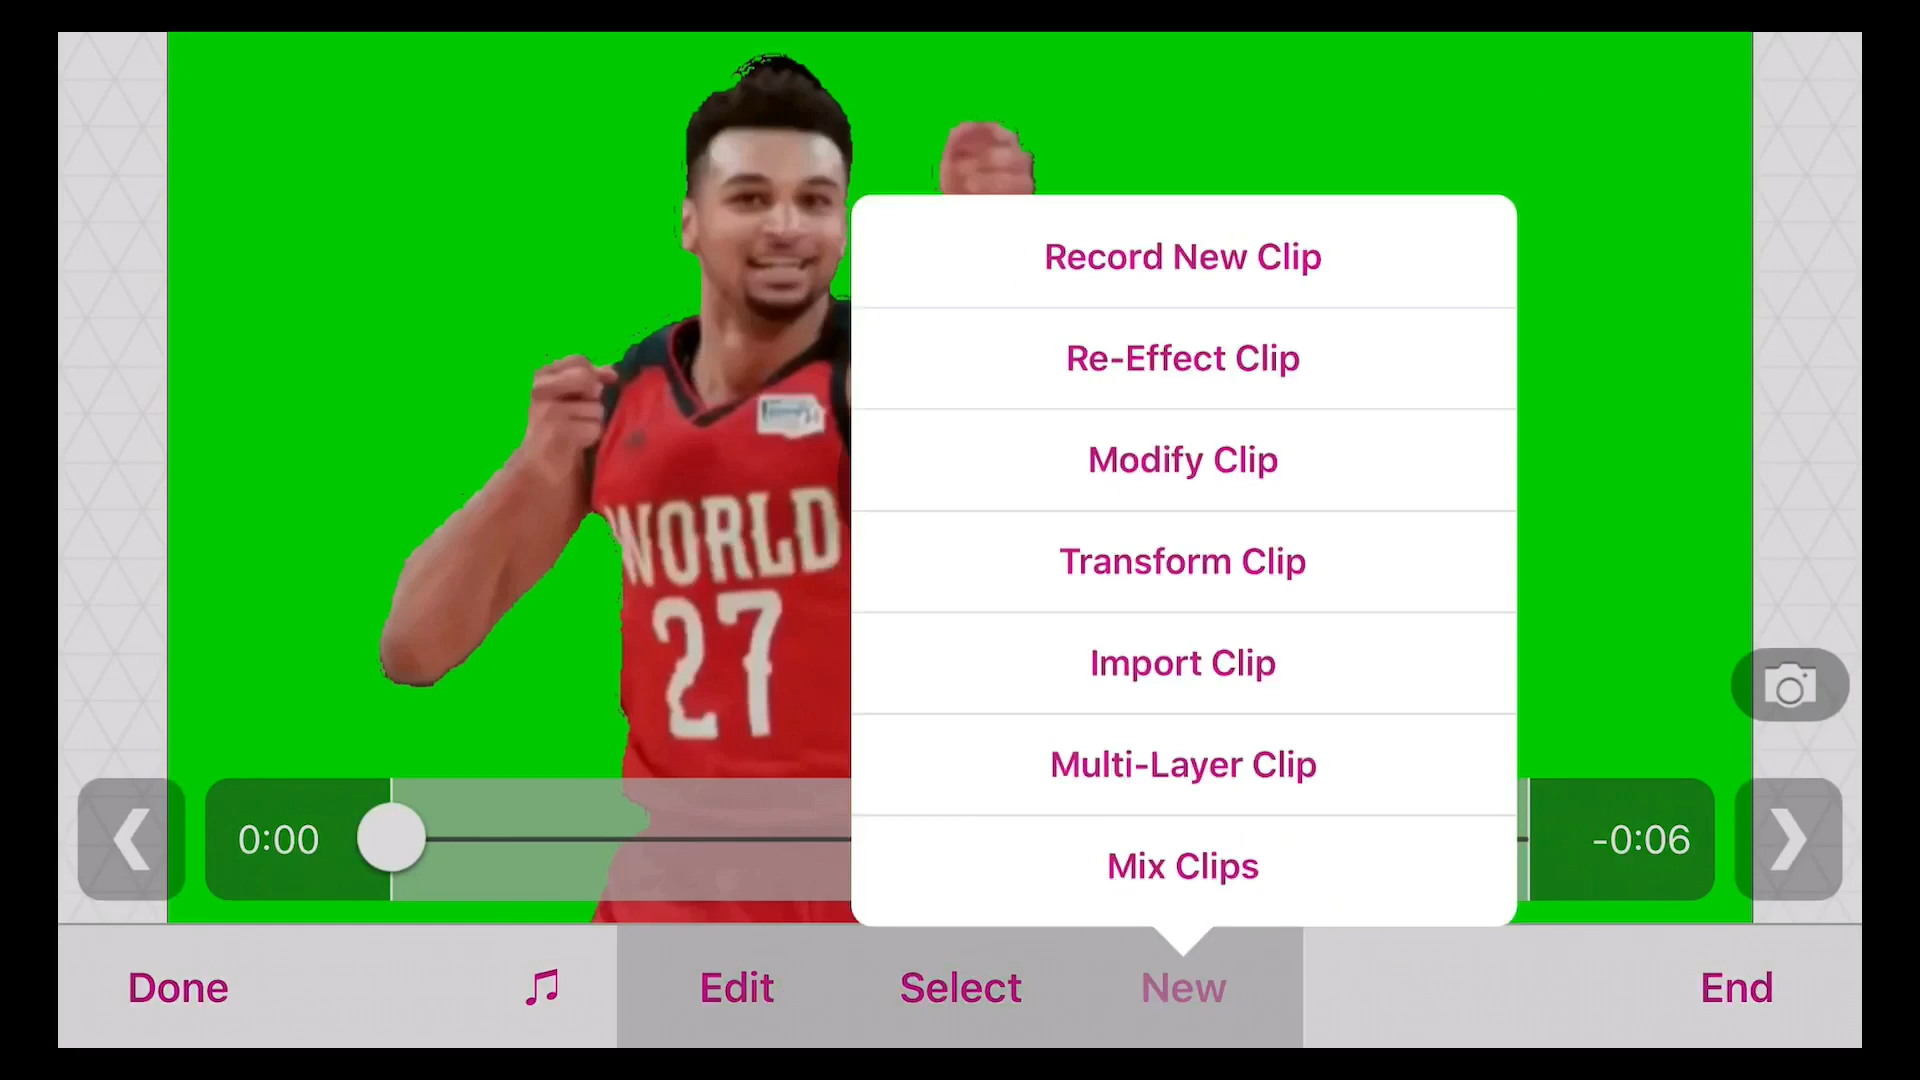 Record New Clip
Re-Effect Clip
Modify Clip
Transform Clip
Import Clip
Multi-Layer Clip
Mix Clips
WORLD
27
0:00
-0:06
Done
Edit
Select
New
End